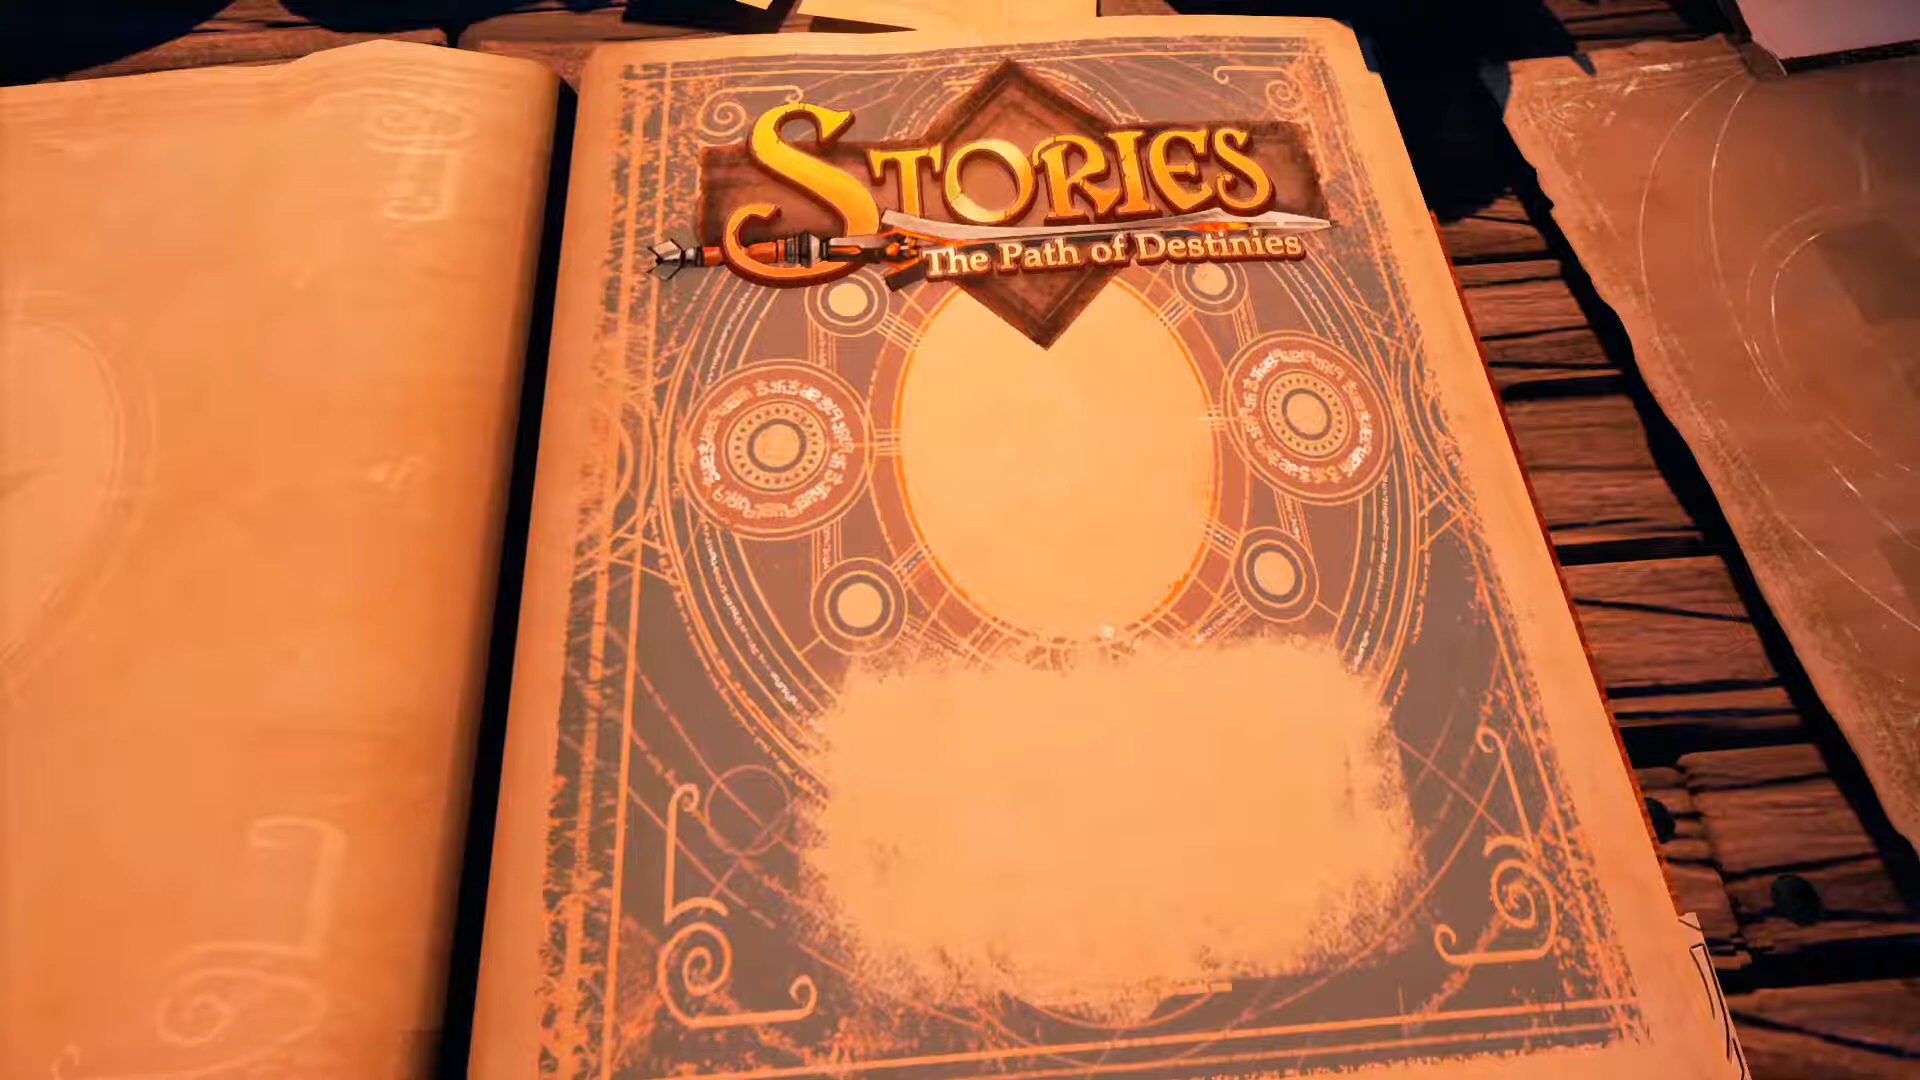 Stories
The Path of Destinies